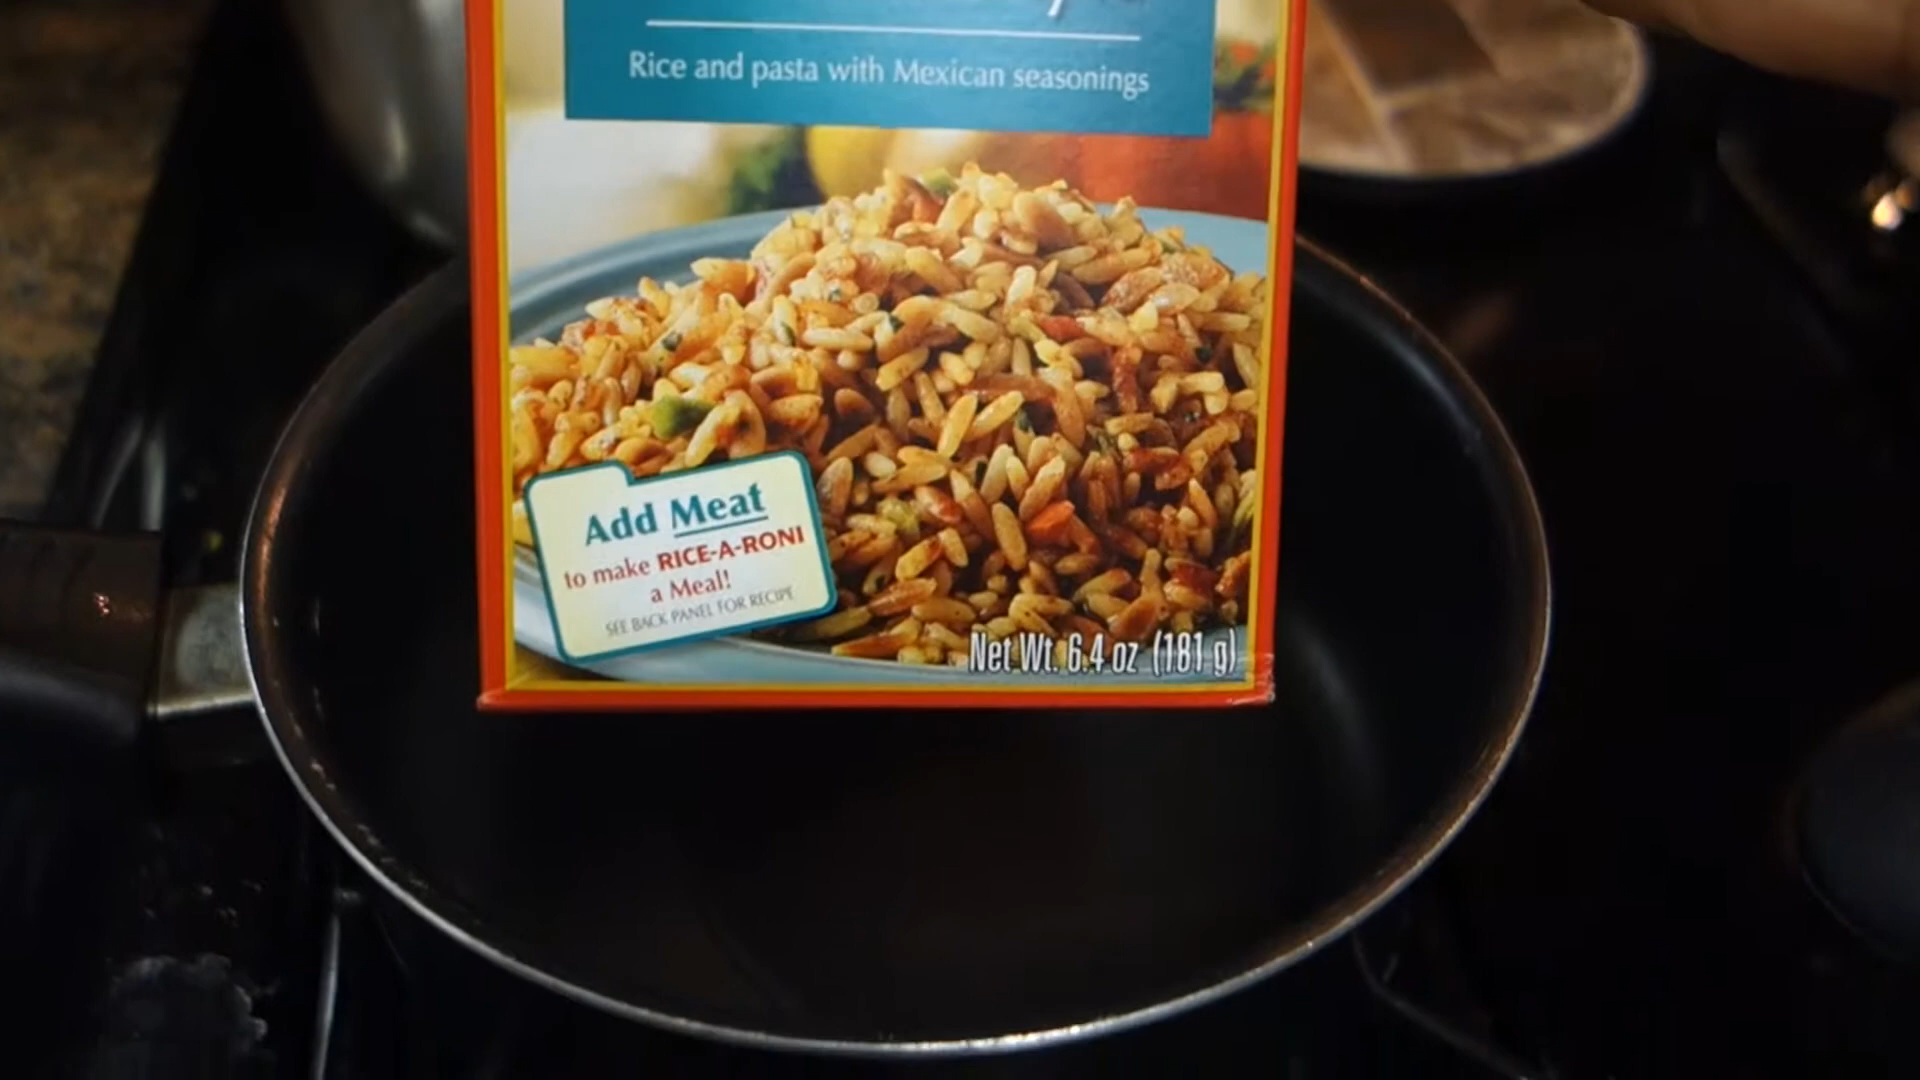 Rice and pasta with Mexican seasonings
Add Meat
to make RICE-A-RONI
a Meal!
SEE BACK PANEL FOR RECIPE
Net Wt. 6.4 oz (181 g)